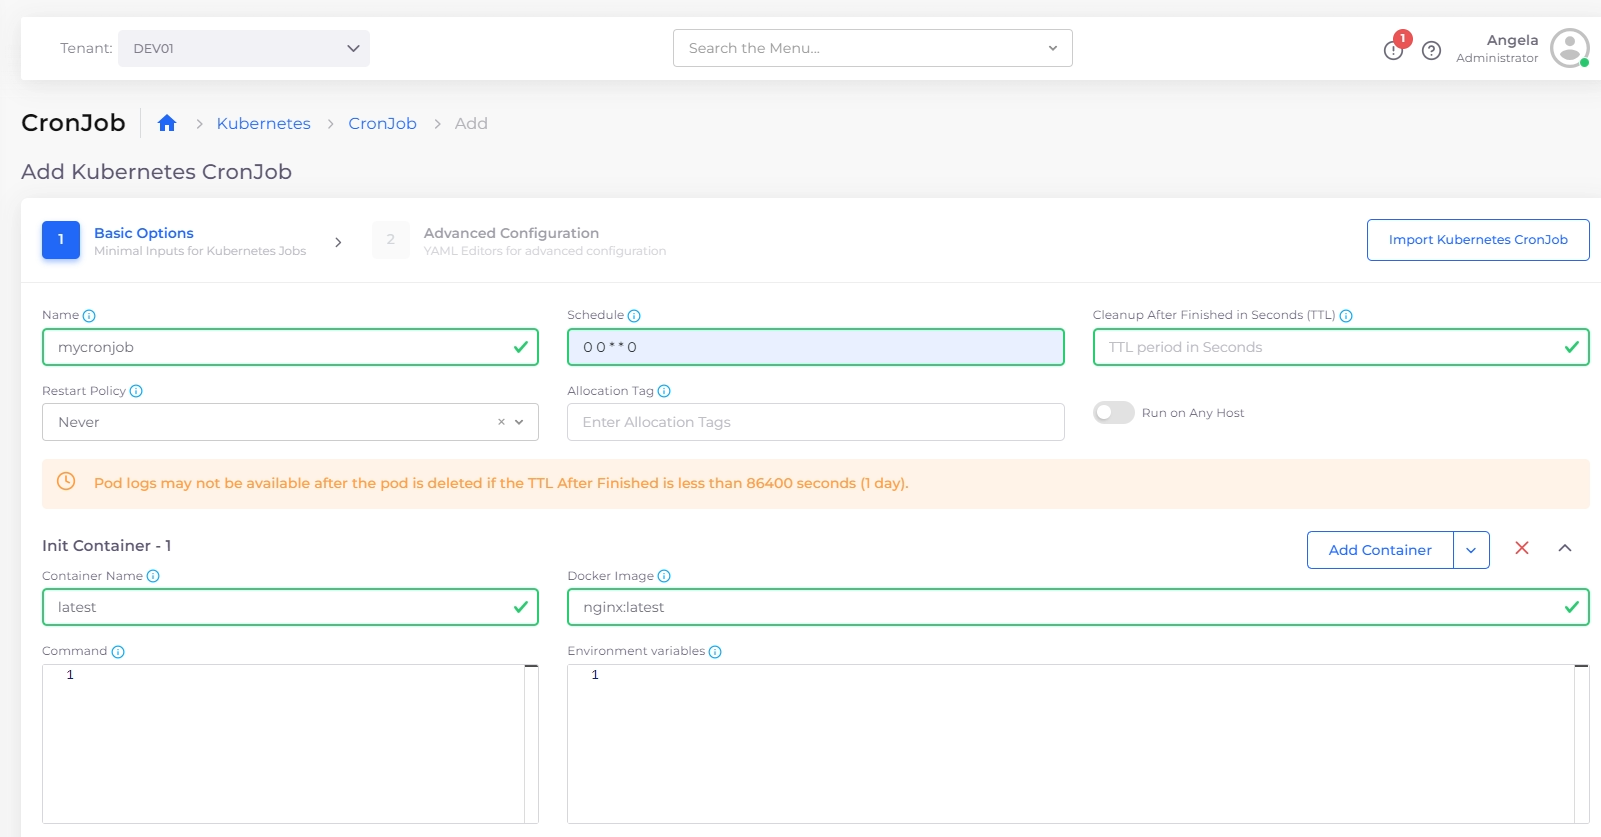 Tenant: DEV01 Search the Menu... 1 Angela
Administrator
CronJob Kubernetes CronJob Add
Add Kubernetes CronJob
1 Basic Options 2 Advanced Configuration Import Kubernetes CronJob
Minimal Inputs for Kubernetes Jobs YAML Editors for advanced configuration
Name Schedule Cleanup After Finished in Seconds (TTL)
mycronjob 0 0 * * 0 TTL period in Seconds
Restart Policy Allocation Tag
Never × Enter Allocation Tags Run on Any Host
Pod logs may not be available after the pod is deleted if the TTL After Finished is less than 86400 seconds (1 day).
Init Container - 1 Add Container
Container Name Docker Image
latest nginx:latest
Command Environment variables
1 1